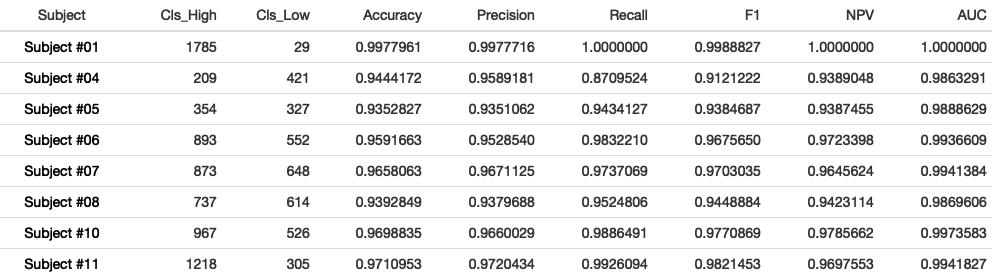 Subject Cls_High Cls_Low Accuracy Precision Recall F1 NPV AUC
Subject #01 1785 29 0.9977961 0.9977716 1.0000000 0.9988827 1.0000000 1.0000000
Subject #04 209 421 0.9444172 0.9589181 0.8709524 0.9121222 0.9389048 0.9863291
Subject #05 354 327 0.9352827 0.9351062 0.9434127 0.9384687 0.9387455 0.9888629
Subject #06 893 552 0.9591663 0.9528540 0.9832210 0.9675650 0.9723398 0.9936609
Subject #07 873 648 0.9658063 0.9671125 0.9737069 0.9703035 0.9645624 0.9941384
Subject #08 737 614 0.9392849 0.9379688 0.9524806 0.9448884 0.9423114 0.9869606
Subject #10 967 526 0.9698835 0.9660029 0.9886491 0.9770869 0.9785662 0.9973583
Subject #11 1218 305 0.9710953 0.9720434 0.9926094 0.9821453 0.9697553 0.9941827